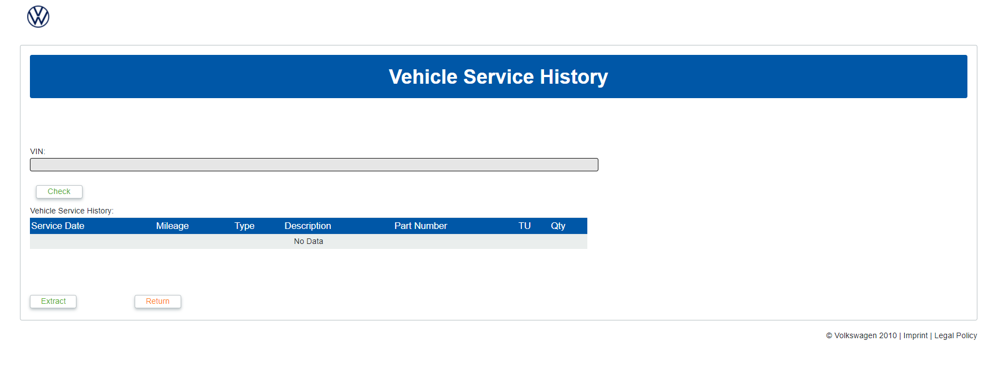 Vehicle Service History
VIN:
Check
Vehicle Service History:
Service Date Mileage Type Description Part Number TU Qty
No Data
Extract Return
© Volkswagen 2010 | Imprint | Legal Policy